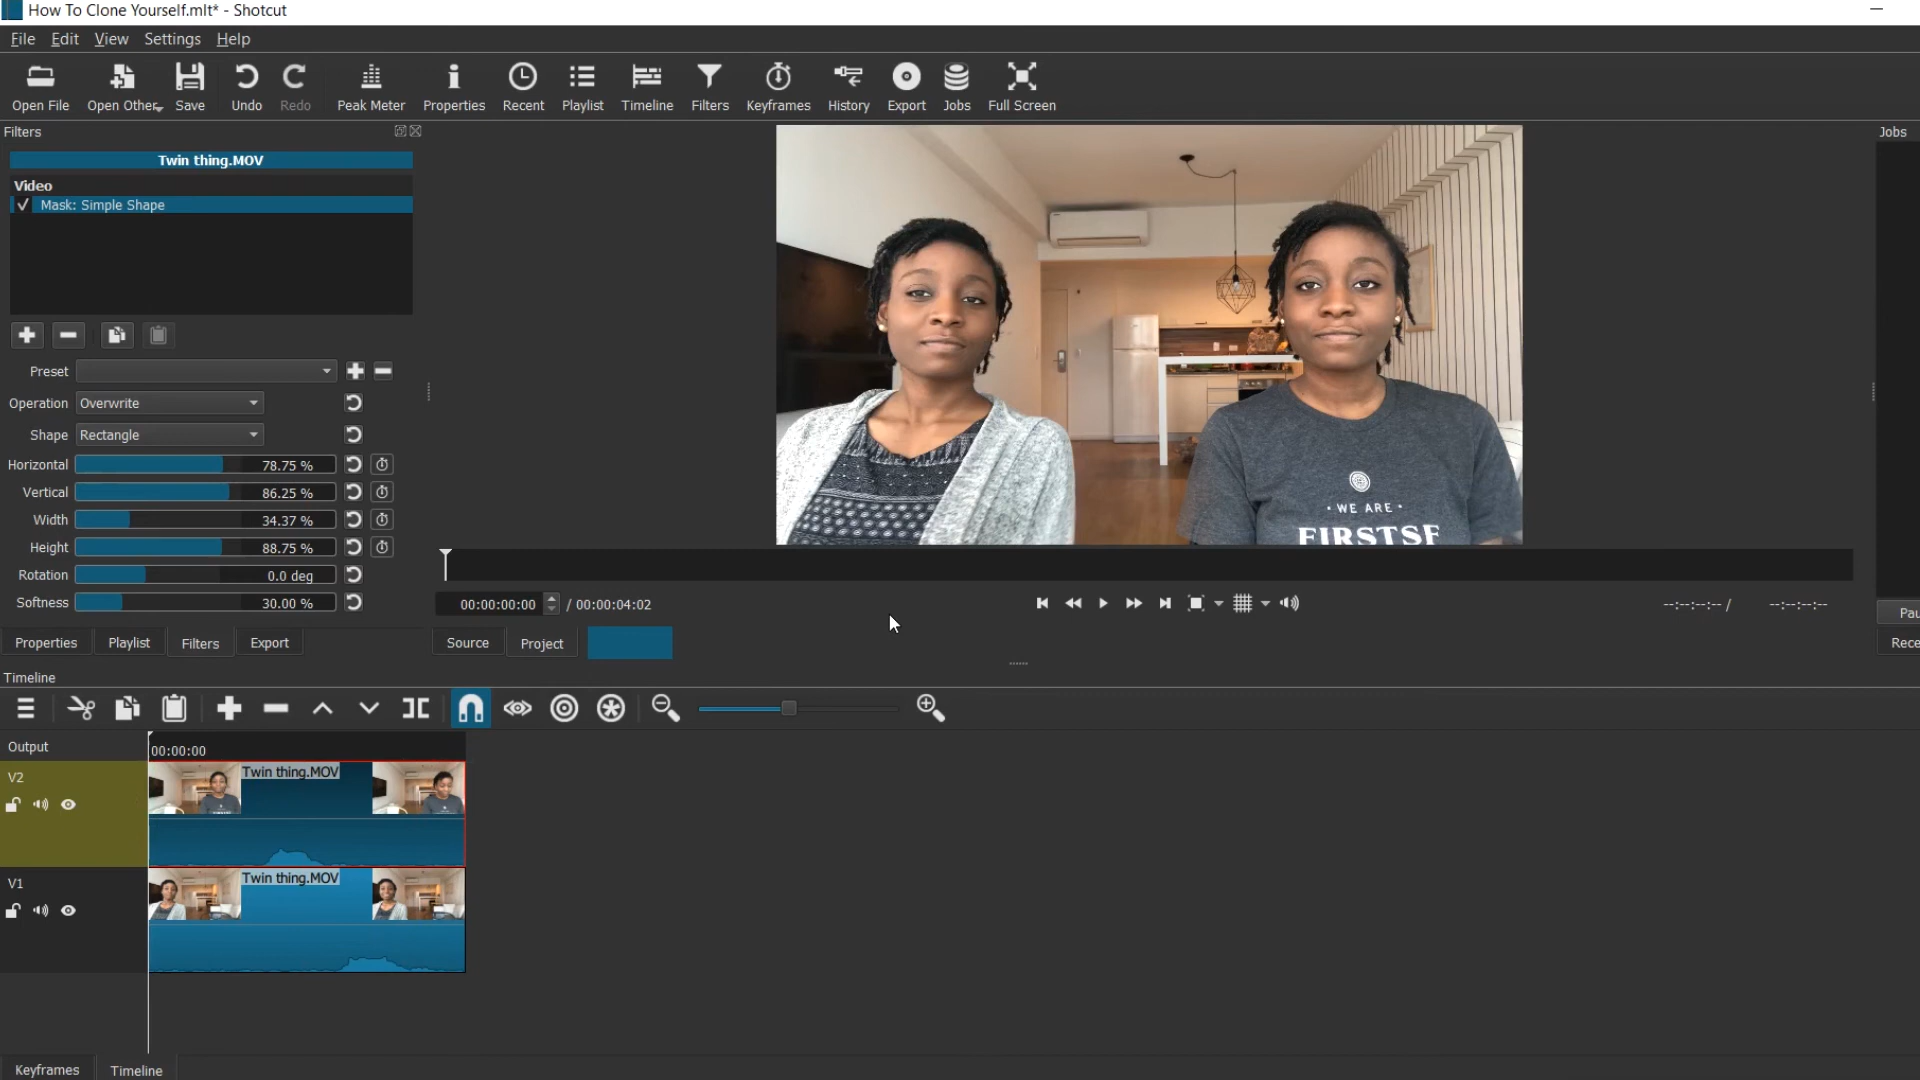 How To Clone Yourself.mlt* - Shotcut
File Edit View Settings Help
Open File Open Other Save Undo Redo Peak Meter Properties Recent Playlist Timeline Filters Keyframes History Export Jobs Full Screen
Filters
Jobs
Twin thing.MOV
Video
Mask: Simple Shape
Preset
Operation Overwrite
Shape Rectangle
Horizontal 78.75 %
Vertical 86.25 %
Width 34.37 %
Height 88.75 %
Rotation 0.0 deg
Softness 30.00 %
• WE ARE •
FIRSTSF
00:00:00:00 / 00:00:04:02
--:--:--:-- / --:--:--:--
Pau
Properties Playlist Filters Export
Source Project
Rece
Timeline
Output
00:00:00
V2
Twin thing.MOV
V1
Twin thing.MOV
Keyframes Timeline